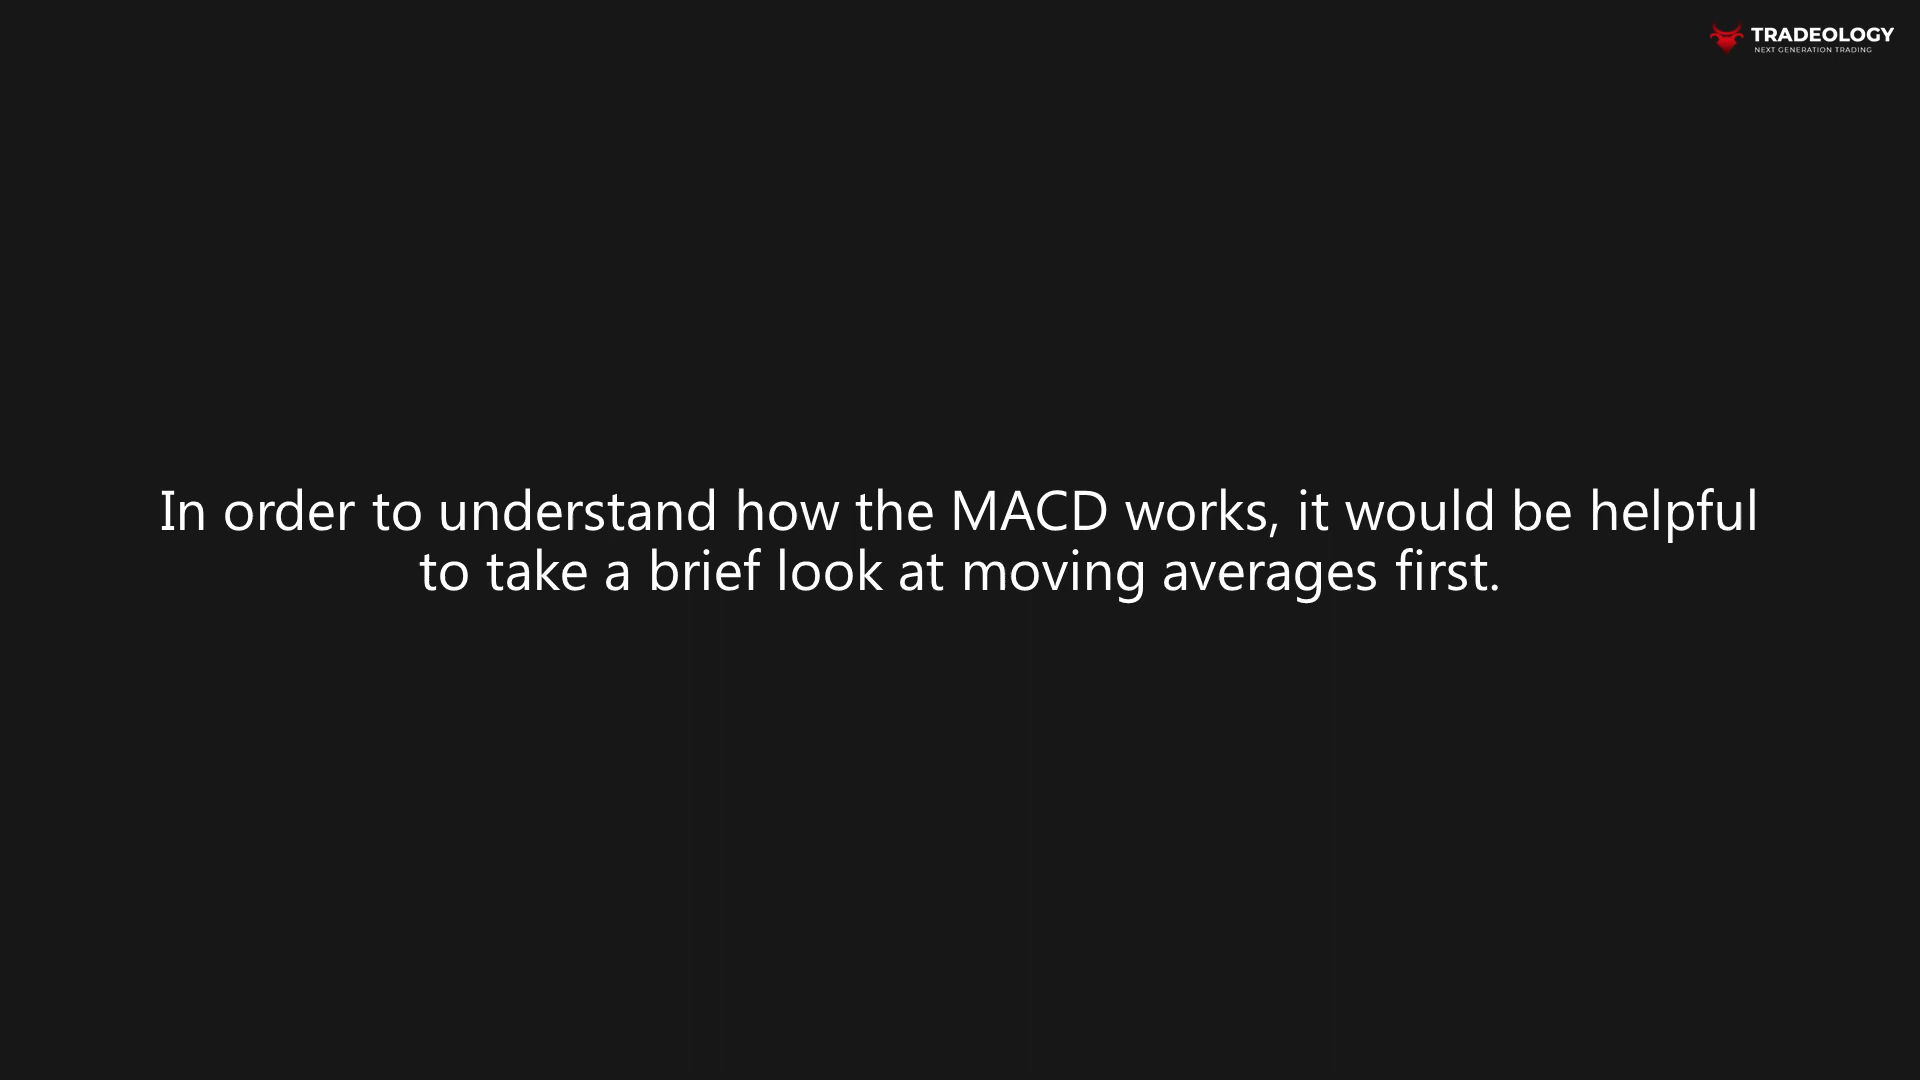 TRADEOLOGY
NEXT GENERATION TRADING
In order to understand how the MACD works, it would be helpful
to take a brief look at moving averages first.